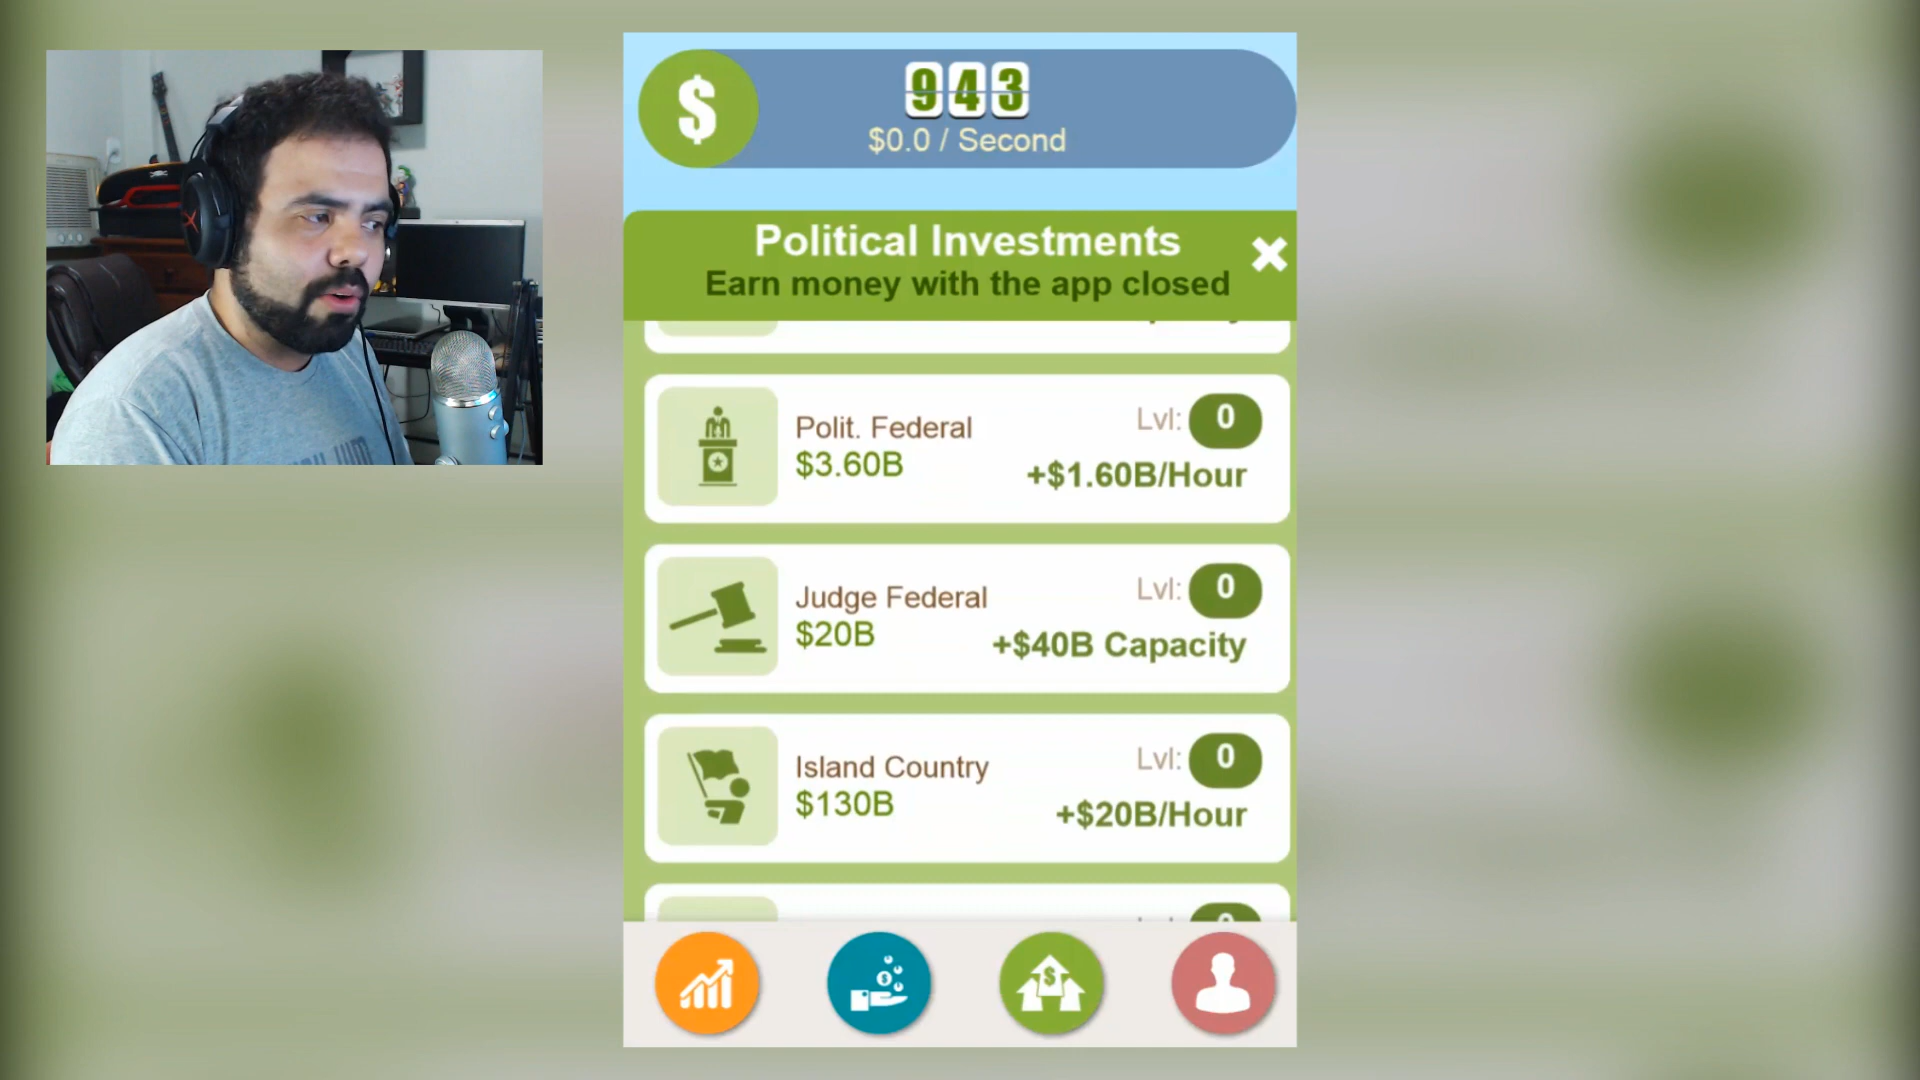 943
$0.0 / Second
Political Investments
Earn money with the app closed
Polit. Federal
Lvl: 0
$3.60B
+$1.60B/Hour
Judge Federal
Lvl: 0
$20B
+$40B Capacity
Island Country
Lvl: 0
$130B
+$20B/Hour
0